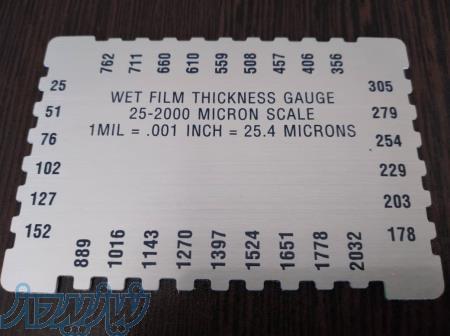 762 711 660 610 559 508 457 406 356
25 305
51 279
76 254
102 229
127 203
152 178
WET FILM THICKNESS GAUGE
25-2000 MICRON SCALE
1MIL = .001 INCH = 25.4 MICRONS
889 1016 1143 1270 1397 1524 1651 1778 2032
نیازپرداز